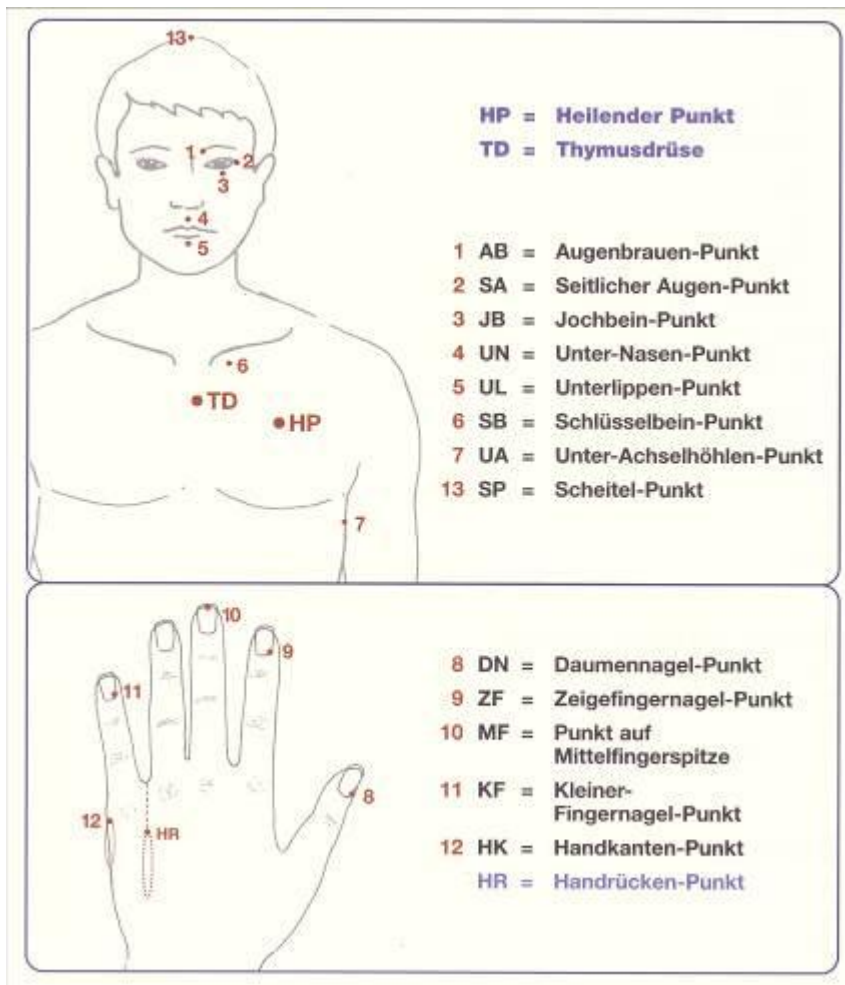 13
1
2
3
4
5
6
TD
HP
7
HP = Heilender Punkt
TD = Thymusdrüse
1 AB = Augenbrauen-Punkt
2 SA = Seitlicher Augen-Punkt
3 JB = Jochbein-Punkt
4 UN = Unter-Nasen-Punkt
5 UL = Unterlippen-Punkt
6 SB = Schlüsselbein-Punkt
7 UA = Unter-Achselhöhlen-Punkt
13 SP = Scheitel-Punkt
10
9
11
8
12
HR
8 DN = Daumennagel-Punkt
9 ZF = Zeigefingernagel-Punkt
10 MF = Punkt auf
Mittelfingerspitze
11 KF = Kleiner-
Fingernagel-Punkt
12 HK = Handkanten-Punkt
HR = Handrücken-Punkt